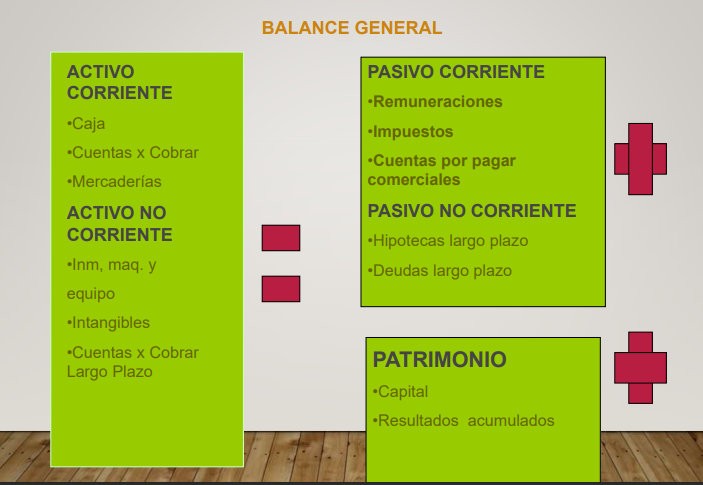 BALANCE GENERAL
ACTIVO
CORRIENTE
•Caja
•Cuentas x Cobrar
•Mercaderías
ACTIVO NO
CORRIENTE
•Inm, maq. y
equipo
•Intangibles
•Cuentas x Cobrar
Largo Plazo
PASIVO CORRIENTE
•Remuneraciones
•Impuestos
•Cuentas por pagar
comerciales
PASIVO NO CORRIENTE
•Hipotecas largo plazo
•Deudas largo plazo
PATRIMONIO
•Capital
•Resultados acumulados